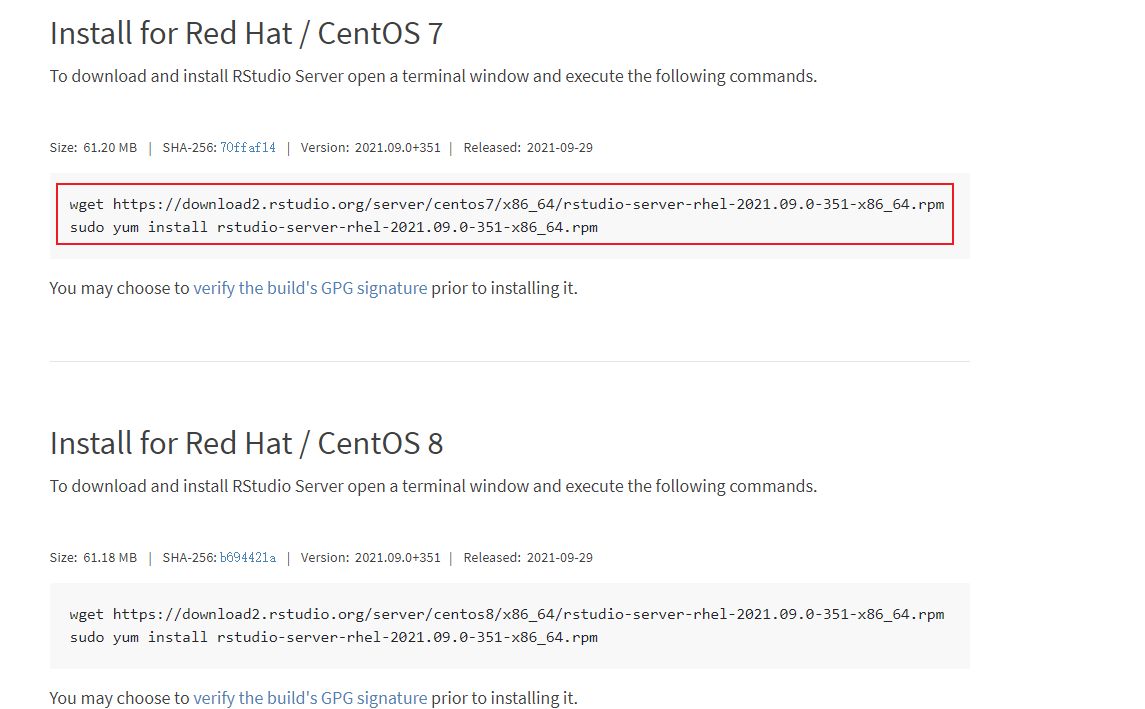 Install for Red Hat / CentOS 7
To download and install RStudio Server open a terminal window and execute the following commands.
Size: 61.20 MB | SHA-256: 70ffaf14 | Version: 2021.09.0+351 | Released: 2021-09-29
wget https://download2.rstudio.org/server/centos7/x86_64/rstudio-server-rhel-2021.09.0-351-x86_64.rpm
sudo yum install rstudio-server-rhel-2021.09.0-351-x86_64.rpm
You may choose to verify the build's GPG signature prior to installing it.
Install for Red Hat / CentOS 8
To download and install RStudio Server open a terminal window and execute the following commands.
Size: 61.18 MB | SHA-256: b694421a | Version: 2021.09.0+351 | Released: 2021-09-29
wget https://download2.rstudio.org/server/centos8/x86_64/rstudio-server-rhel-2021.09.0-351-x86_64.rpm
sudo yum install rstudio-server-rhel-2021.09.0-351-x86_64.rpm
You may choose to verify the build's GPG signature prior to installing it.